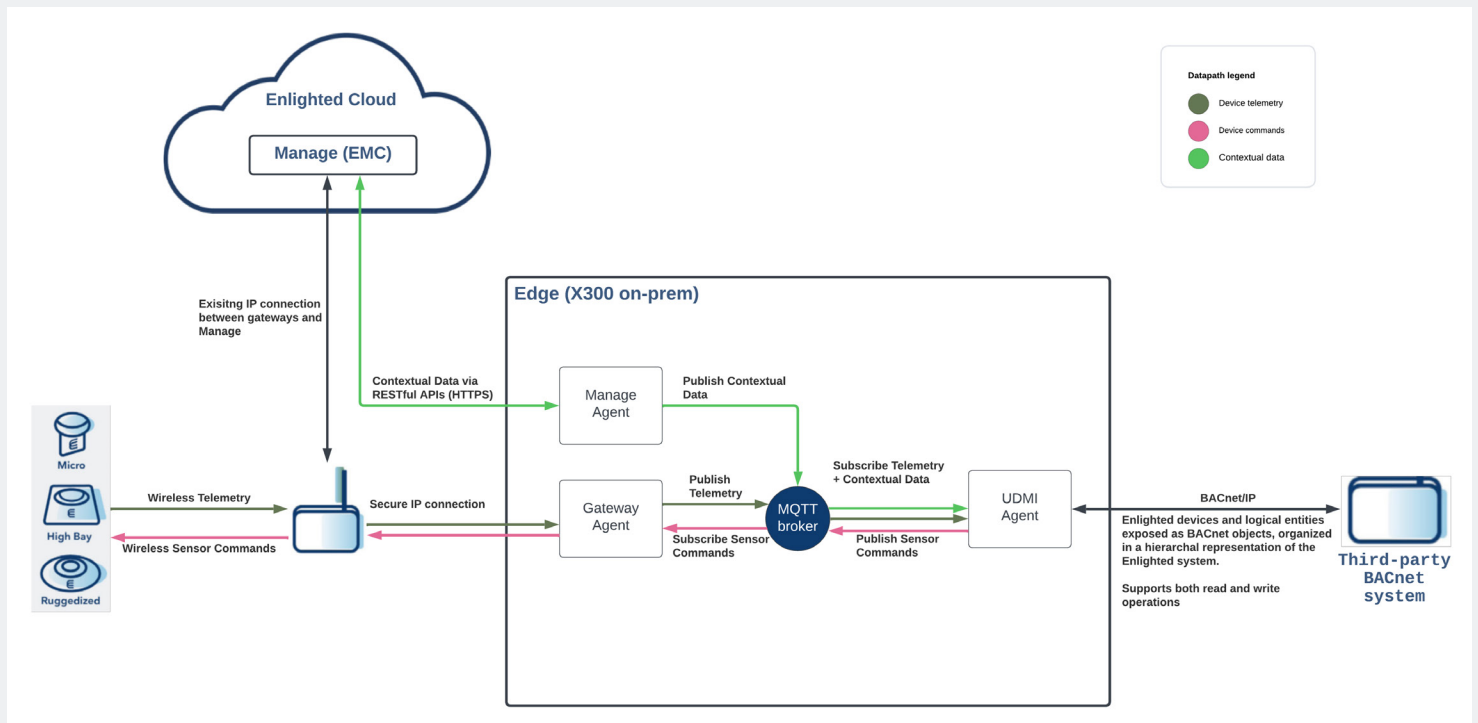 Enlighted Cloud
Manage (EMC)
Datapath legend
Device telemetry
Device commands
Contextual data
Exisitng IP connection
between gateways and
Manage
Edge (X300 on-prem)
Contextual Data via
RESTful APIs (HTTPS)
Manage
Agent
Publish Contextual
Data
Micro
High Bay
Ruggedized
Wireless Telemetry
Wireless Sensor Commands
Secure IP connection
Gateway
Agent
Publish
Telemetry
Subscribe Sensor
Commands
MQTT
broker
Subscribe Telemetry
+ Contextual Data
Publish Sensor
Commands
UDMI
Agent
BACnet/IP
Enlighted devices and logical entities
exposed as BACnet objects, organized
in a hierarchal representation of the
Enlighted system.
Supports both read and write
operations
Third-party
BACnet
system